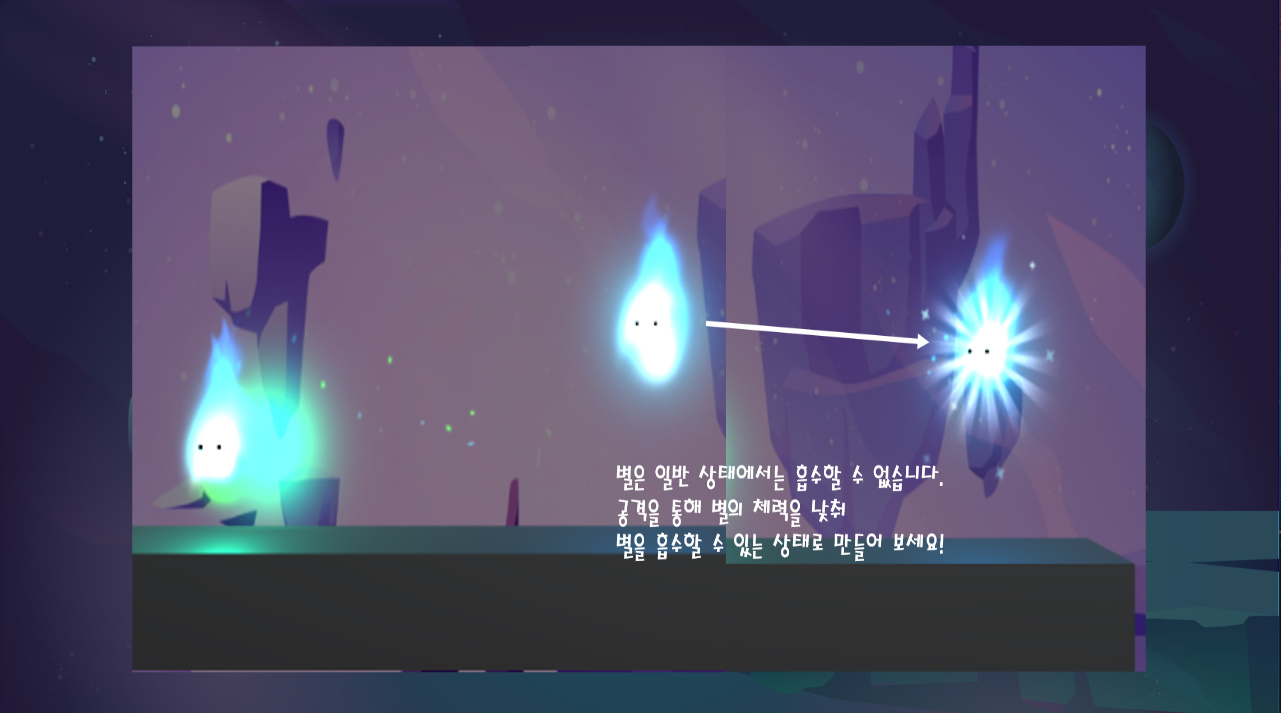 별은 일반 상태에서는 흡수할 수 없습니다.
공격을 통해 별의 체력을 낮춰
별을 흡수할 수 있는 상태로 만들어 보세요!